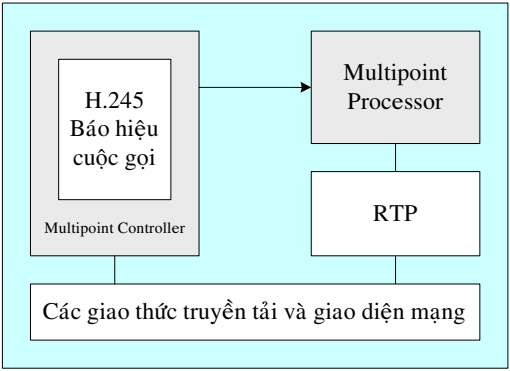 H.245
Báo hiệu
cuộc gọi
Multipoint Controller
Multipoint
Processor
RTP
Các giao thức truyền tải và giao diện mạng